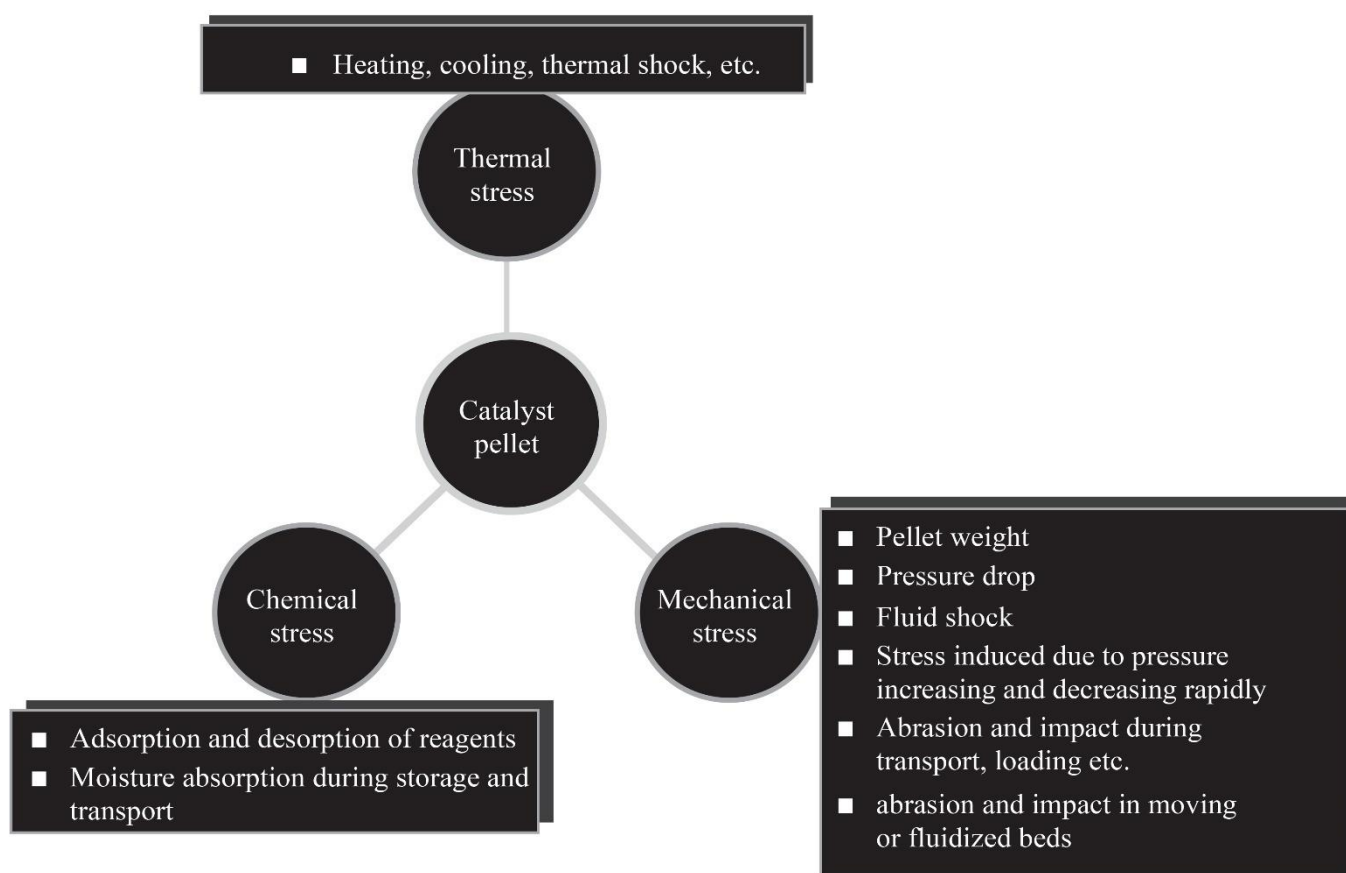 ■ Heating, cooling, thermal shock, etc.
Thermal
stress
Catalyst
pellet
Chemical
stress
Mechanical
stress
■ Adsorption and desorption of reagents
■ Moisture absorption during storage and
transport
■ Pellet weight
■ Pressure drop
■ Fluid shock
■ Stress induced due to pressure
increasing and decreasing rapidly
■ Abrasion and impact during
transport, loading etc.
■ abrasion and impact in moving
or fluidized beds